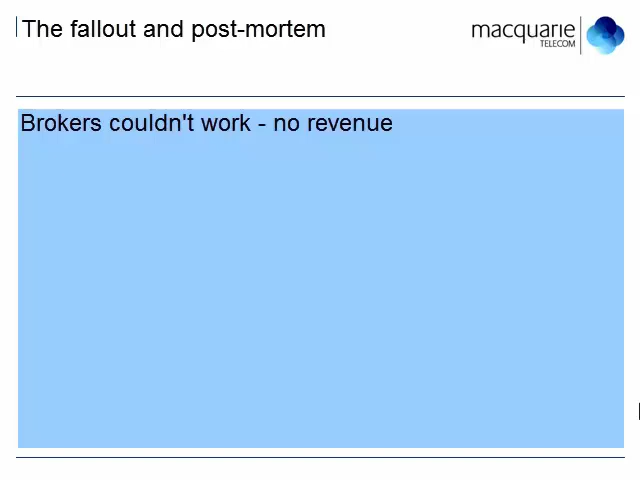 The fallout and post-mortem
macquarie
TELECOM
Brokers couldn't work - no revenue